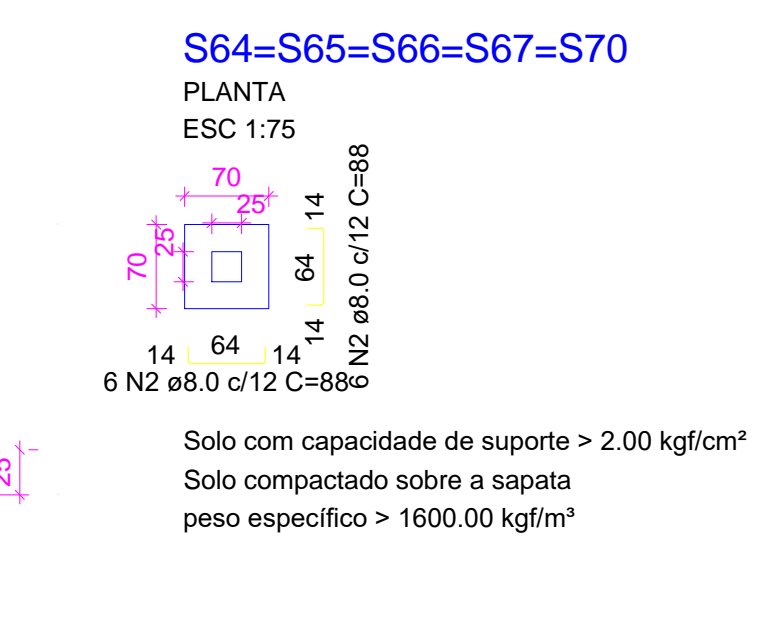 S64=S65=S66=S67=S70
PLANTA
ESC 1:75
70
25
70
25
14
64
14
6 N2 ø8.0 c/12 C=88
14
64
14
6 N2 ø8.0 c/12 C=88
Solo com capacidade de suporte > 2.00 kgf/cm²
Solo compactado sobre a sapata
peso específico > 1600.00 kgf/m³
25